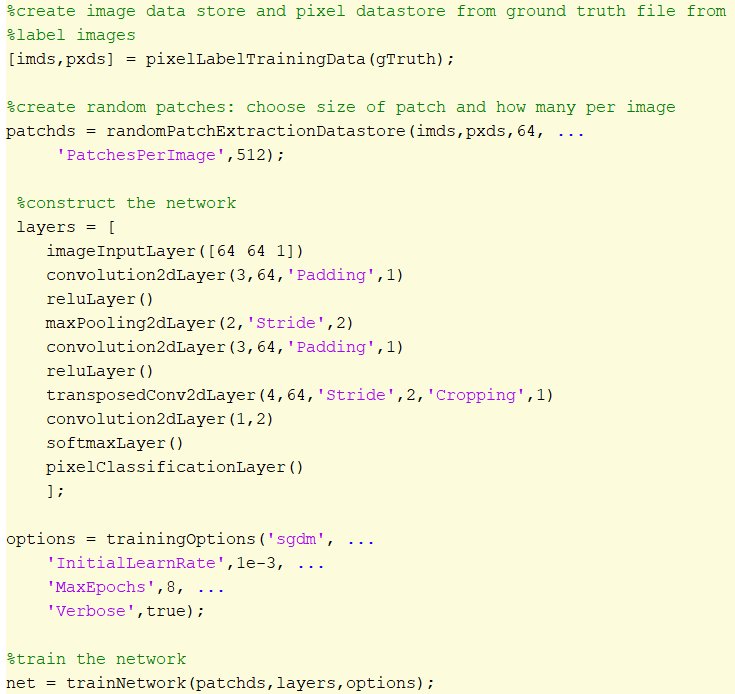 %create image data store and pixel datastore from ground truth file from
%label images
[imds,pxds] = pixelLabelTrainingData(gTruth);
%create random patches: choose size of patch and how many per image
patchds = randomPatchExtractionDatastore(imds,pxds,64, ...
'PatchesPerImage',512);
%construct the network
layers = [
imageInputLayer([64 64 1])
convolution2dLayer(3,64,'Padding',1)
reluLayer()
maxPooling2dLayer(2,'Stride',2)
convolution2dLayer(3,64,'Padding',1)
reluLayer()
transposedConv2dLayer(4,64,'Stride',2,'Cropping',1)
convolution2dLayer(1,2)
softmaxLayer()
pixelClassificationLayer()
];
options = trainingOptions('sgdm', ...
'InitialLearnRate',1e-3, ...
'MaxEpochs',8, ...
'Verbose',true);
%train the network
net = trainNetwork(patchds,layers,options);